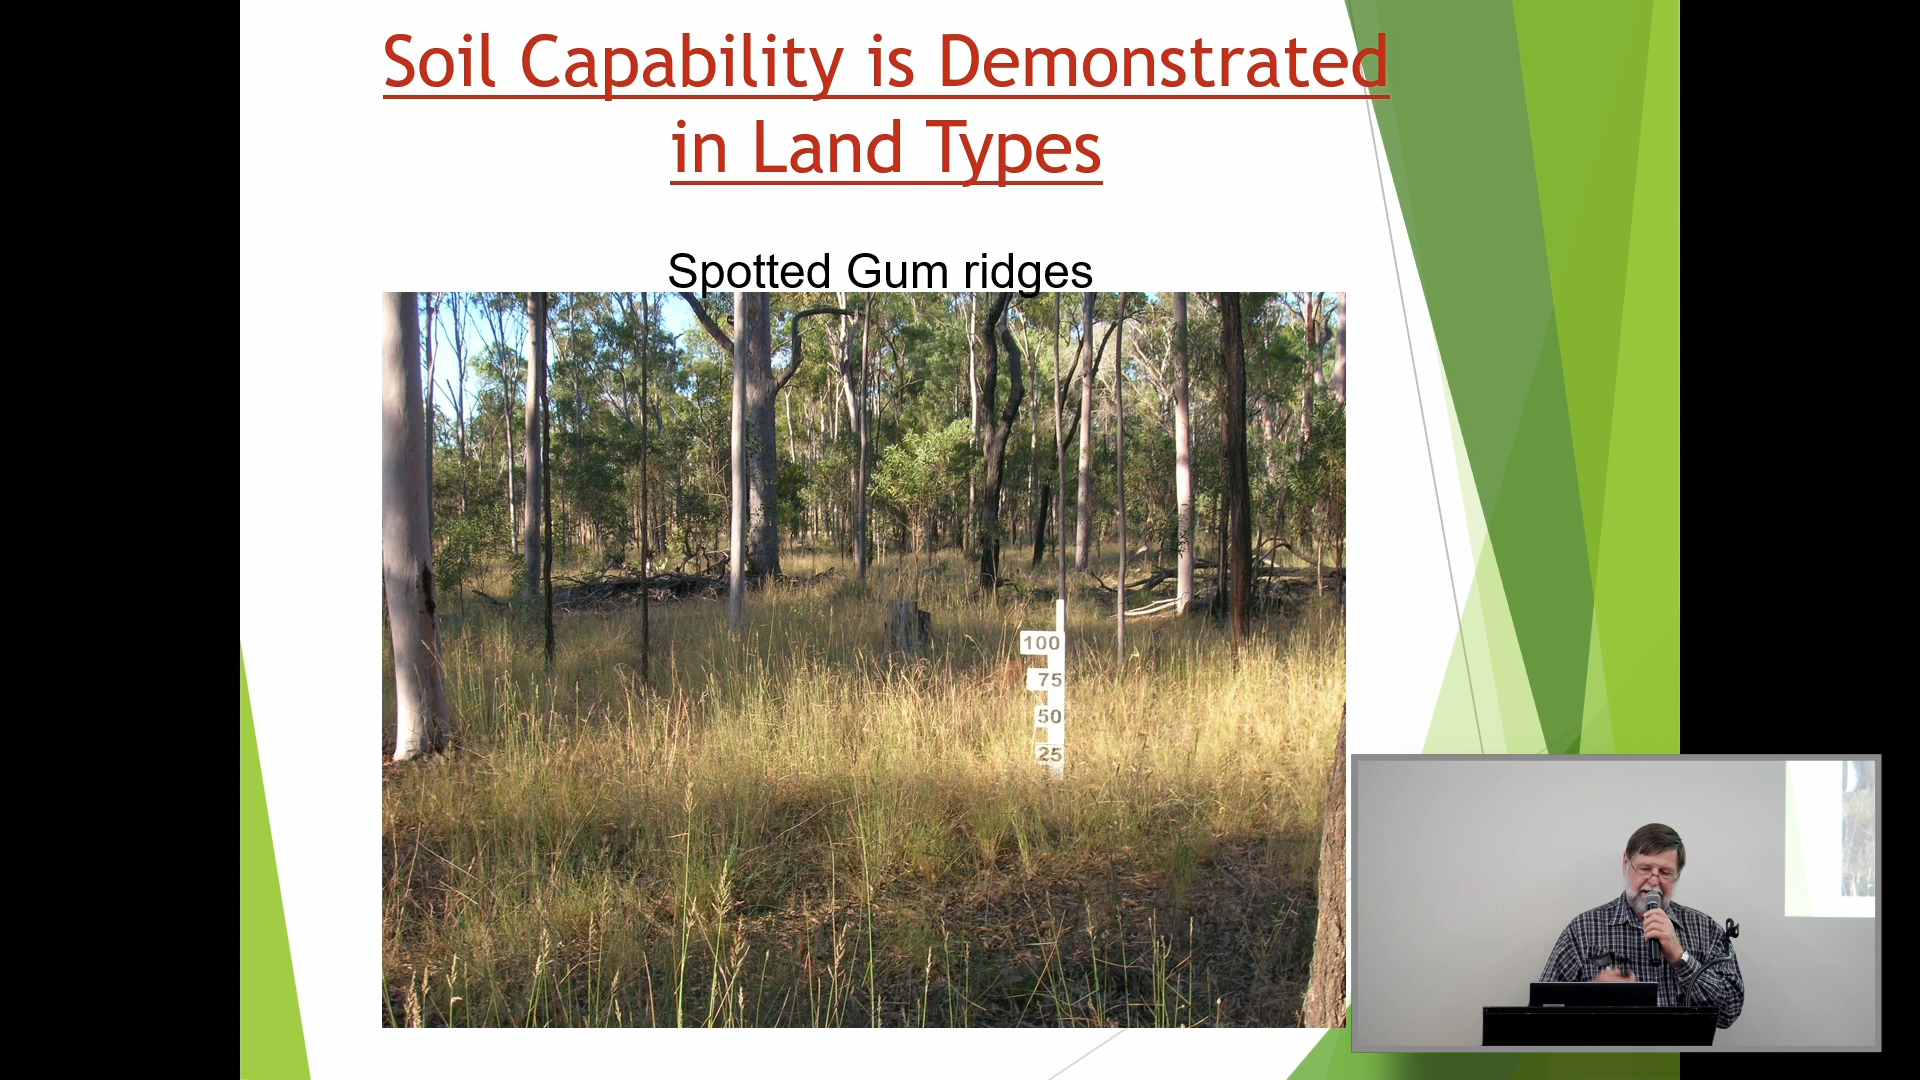 Soil Capability is Demonstrated
in Land Types
Spotted Gum ridges
100
75
50
25